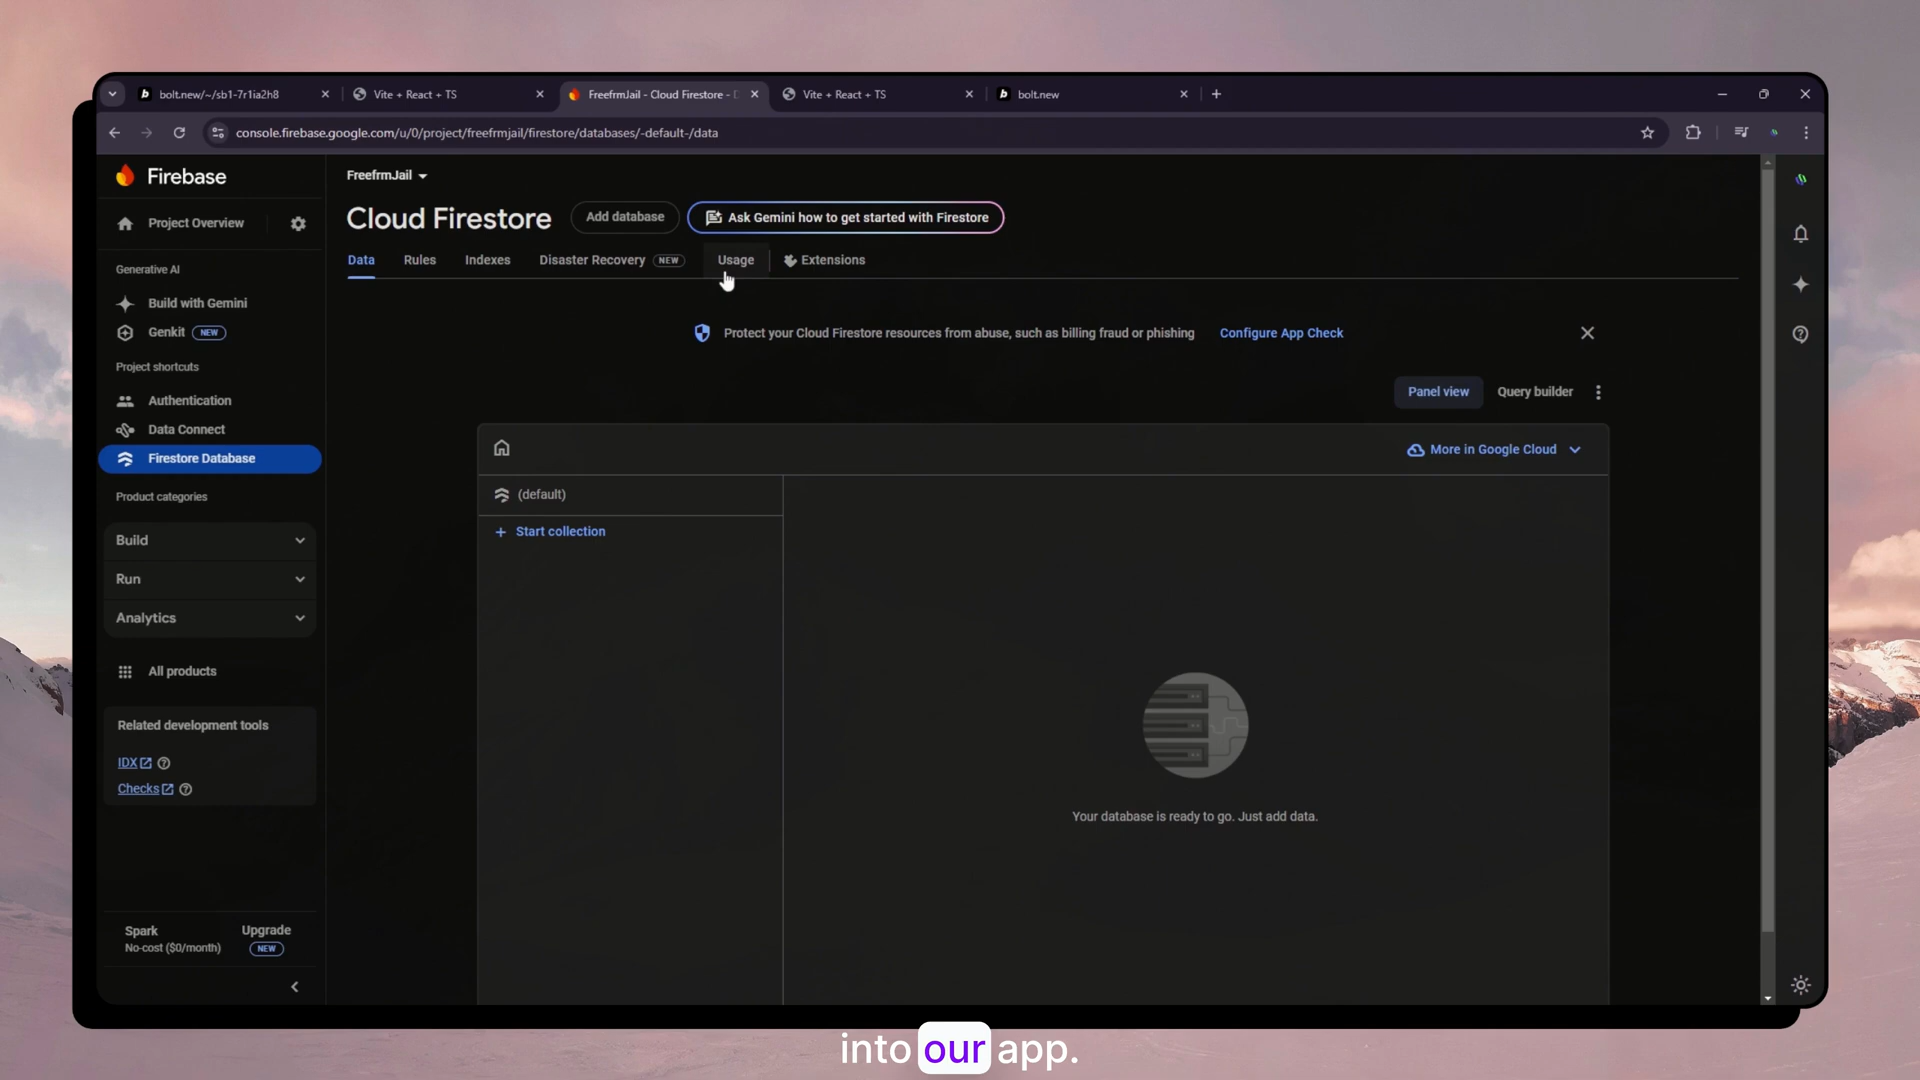 bolt.new/~/sb1-7r1ia2h8
Vite + React + TS
FreefrmJail - Cloud Firestore -
Vite + React + TS
bolt.new
console.firebase.google.com/u/0/project/freefrmjail/firestore/databases/-default-/data
Firebase
Project Overview
Generative AI
Build with Gemini
Genkit NEW
Project shortcuts
Authentication
Data Connect
Firestore Database
Product categories
Build
Run
Analytics
All products
Related development tools
IDX
Checks
Spark
No-cost ($0/month)
Upgrade
NEW
FreefrmJail
Cloud Firestore
Add database
Ask Gemini how to get started with Firestore
Data
Rules
Indexes
Disaster Recovery NEW
Usage
Extensions
Protect your Cloud Firestore resources from abuse, such as billing fraud or phishing
Configure App Check
Panel view
Query builder
More in Google Cloud
(default)
+ Start collection
Your database is ready to go. Just add data.
into our app.